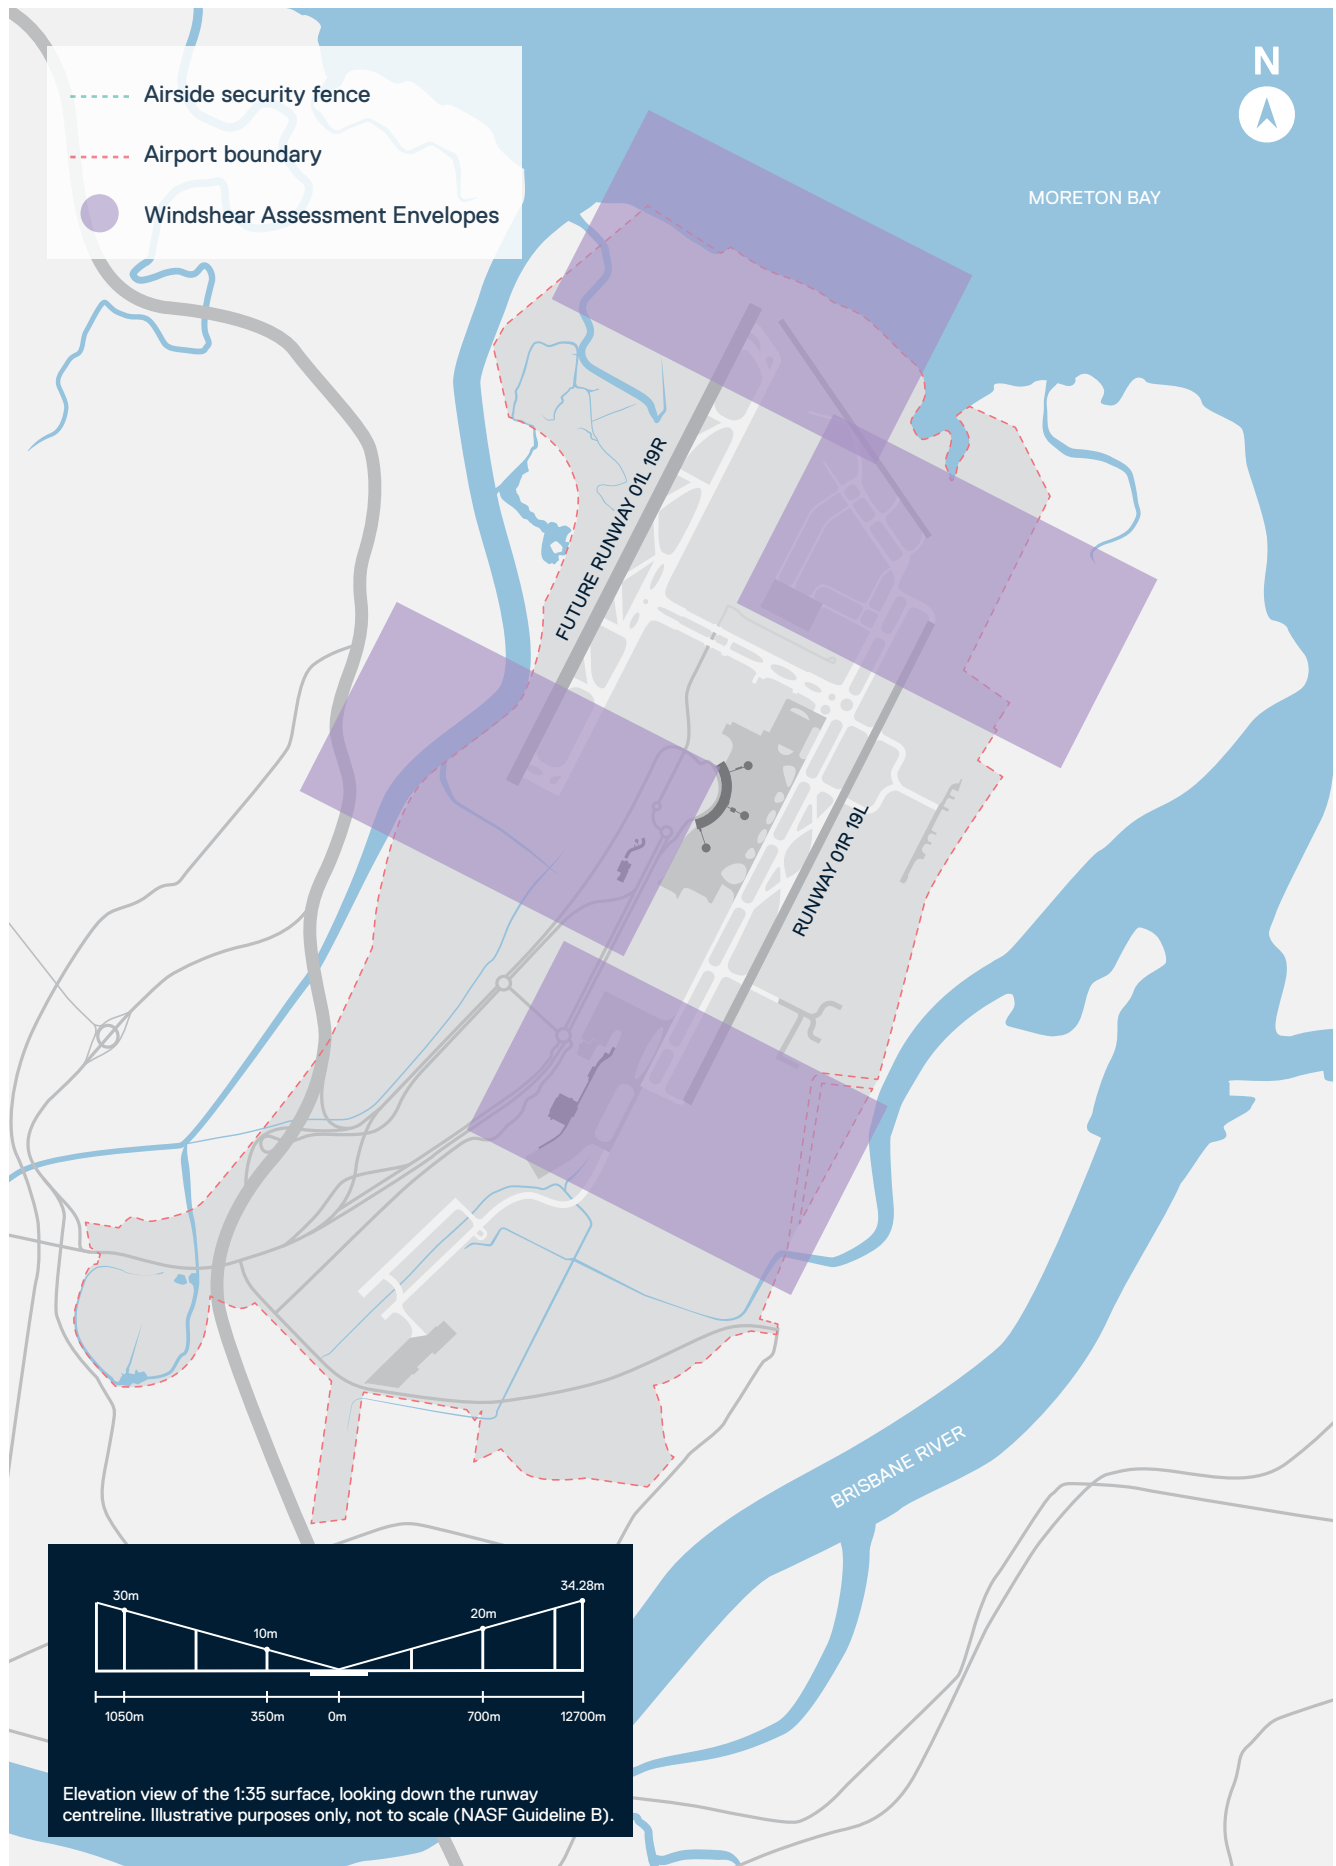 N
Airside security fence
Airport boundary
Windshear Assessment Envelopes
MORETON BAY
FUTURE RUNWAY 01L 19R
RUNWAY 01R 19L
BRISBANE RIVER
30m
34.28m
10m
20m
1050m
350m
0m
700m
12700m
Elevation view of the 1:35 surface, looking down the runway
centreline. Illustrative purposes only, not to scale (NASF Guideline B).